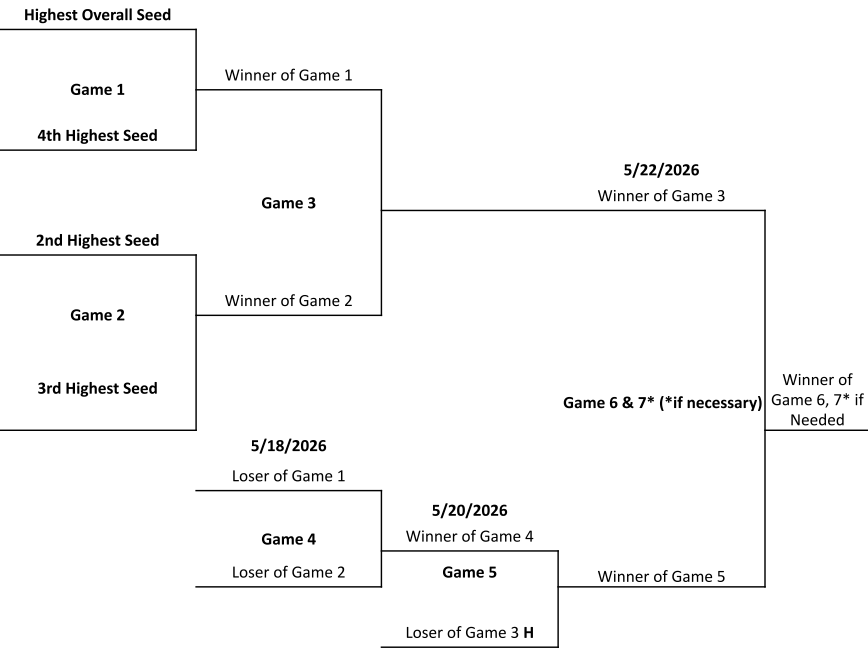 Highest Overall Seed
Game 1
Winner of Game 1
4th Highest Seed
Game 3
5/22/2026
Winner of Game 3
2nd Highest Seed
Game 2
Winner of Game 2
3rd Highest Seed
Game 6 & 7* (*if necessary)
Winner of
Game 6, 7* if
Needed
5/18/2026
Loser of Game 1
Game 4
Loser of Game 2
5/20/2026
Winner of Game 4
Game 5
Loser of Game 3 H
Winner of Game 5